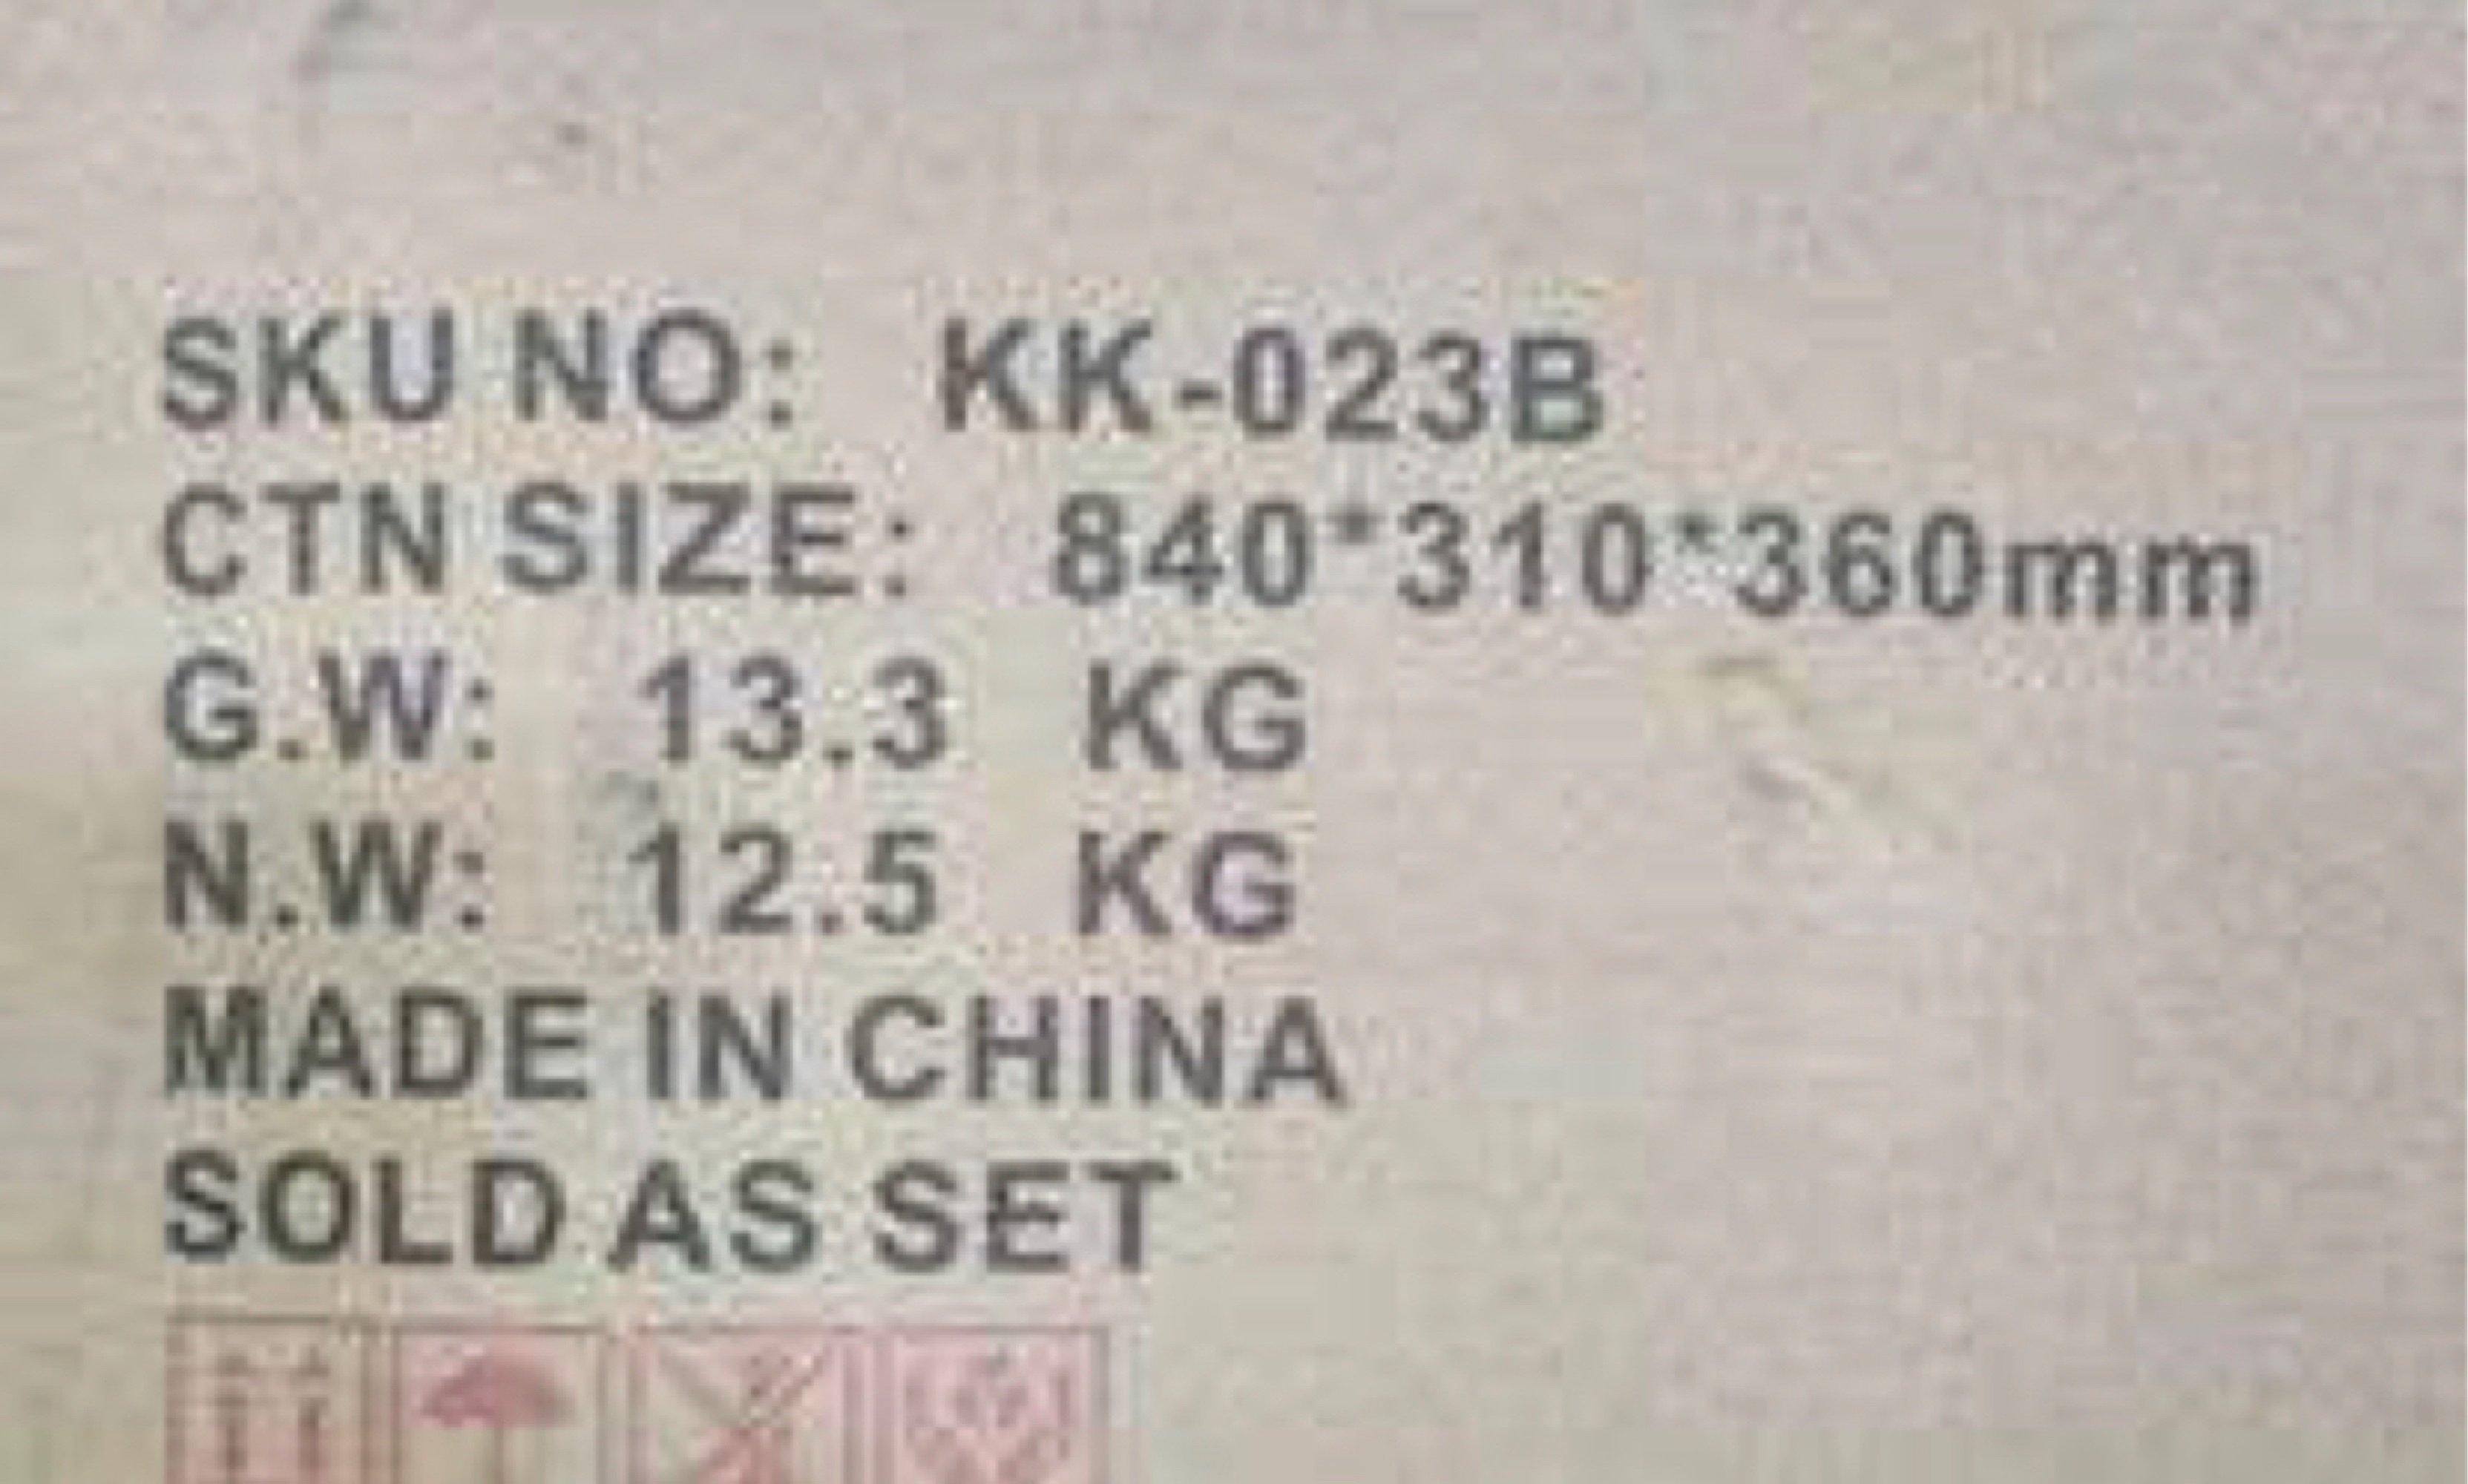 SKU NO: KK-023B
CTN SIZE: 840*310*360mm
G.W: 13.3 KG
N.W: 12.5 KG
MADE IN CHINA
SOLD AS SET